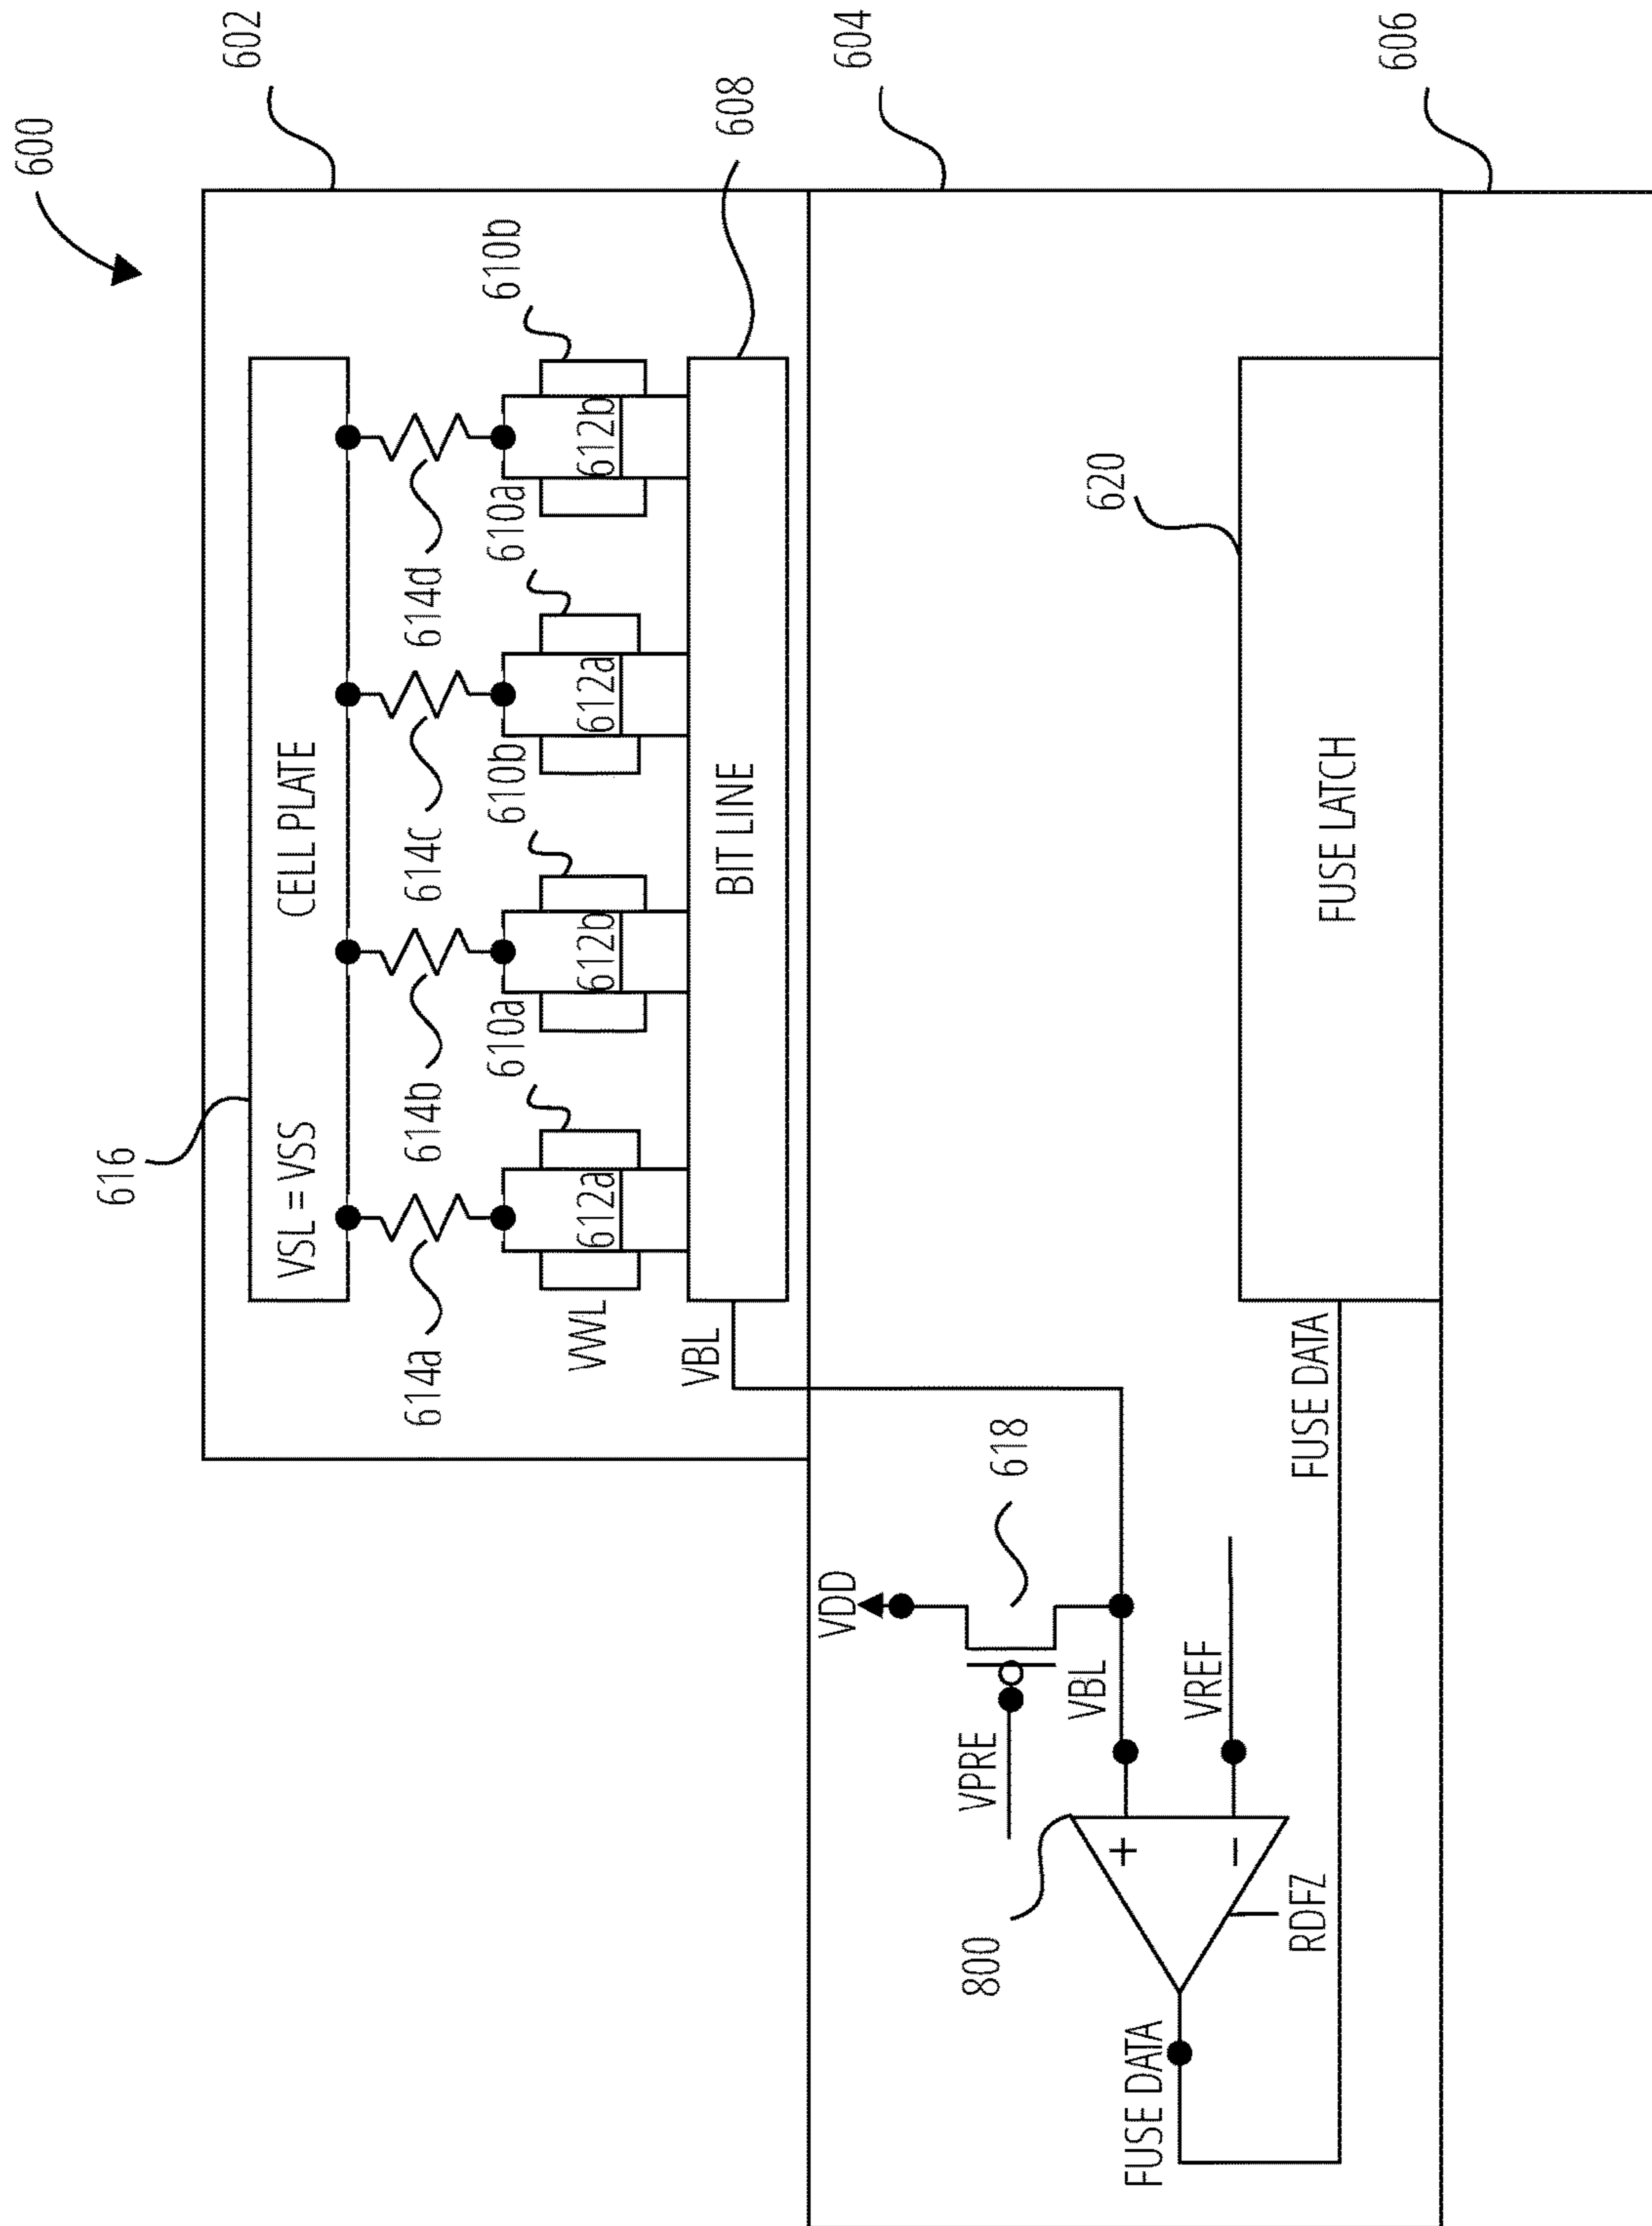 600
616
602
VSL = VSS
CELL PLATE
614a
614b
614c
614d
610a
610b
610a
610b
VWL
612a
612b
612a
612b
VBL
BIT LINE
608
VDD
604
800
VPRE
618
VBL
620
+
FUSE DATA
VREF
−
RDFZ
FUSE DATA
FUSE LATCH
606